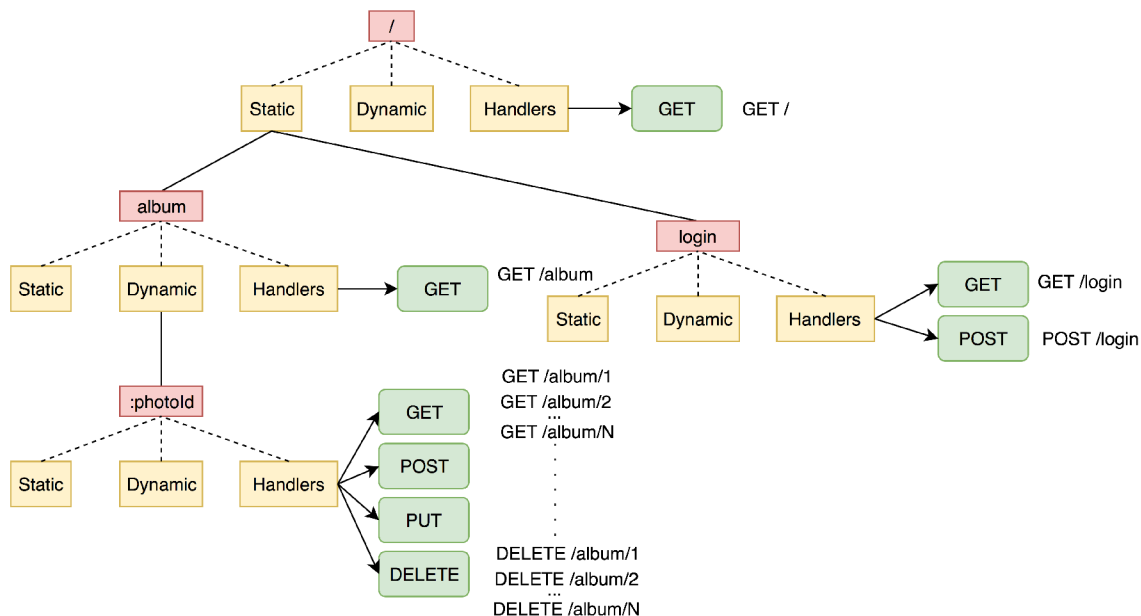 /
Static
Dynamic
Handlers
GET
GET /
album
login
Static
Dynamic
Handlers
GET
GET /album
Static
Dynamic
Handlers
GET
GET /login
POST
POST /login
:photoId
Static
Dynamic
Handlers
GET
POST
PUT
DELETE
GET /album/1
GET /album/2
...
GET /album/N
.
.
.
.
.
.
DELETE /album/1
DELETE /album/2
...
DELETE /album/N